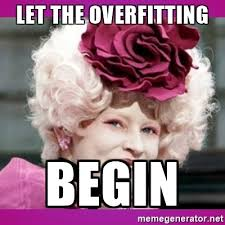 LET THE OVERFITTING
BEGIN
memegenerator.net